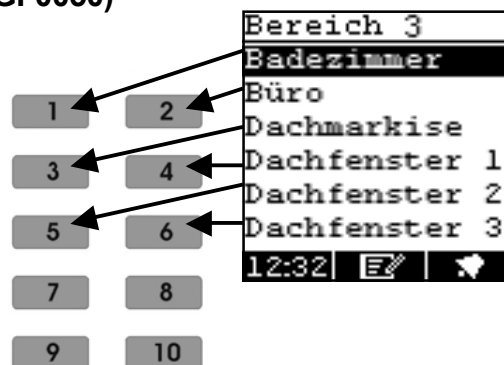 Bereich 3
Badezimmer
Büro
Dachmarkise
Dachfenster 1
Dachfenster 2
Dachfenster 3
12:32
1 2
3 4
5 6
7 8
9 10